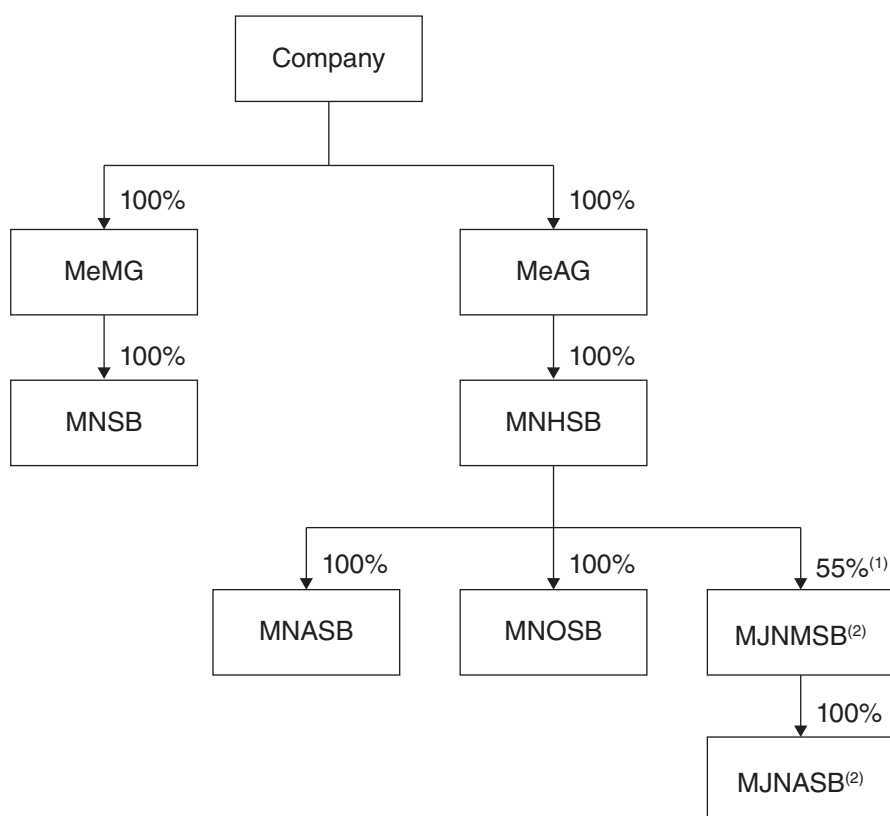 Company
100%
100%
MeMG
MeAG
100%
100%
MNSB
MNHSB
100%
100%
55%(1)
MNASB
MNOSB
MJNMSB(2)
100%
MJNASB(2)